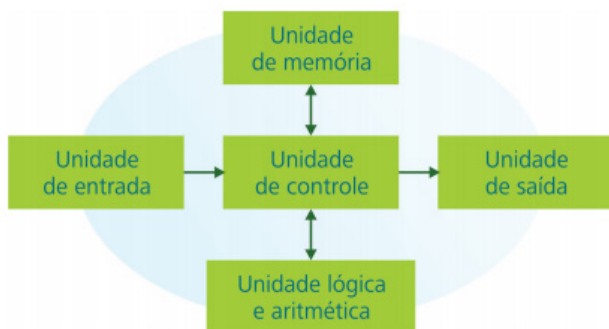 Unidade
de memória
Unidade
de entrada
Unidade
de controle
Unidade
de saída
Unidade lógica
e aritmética